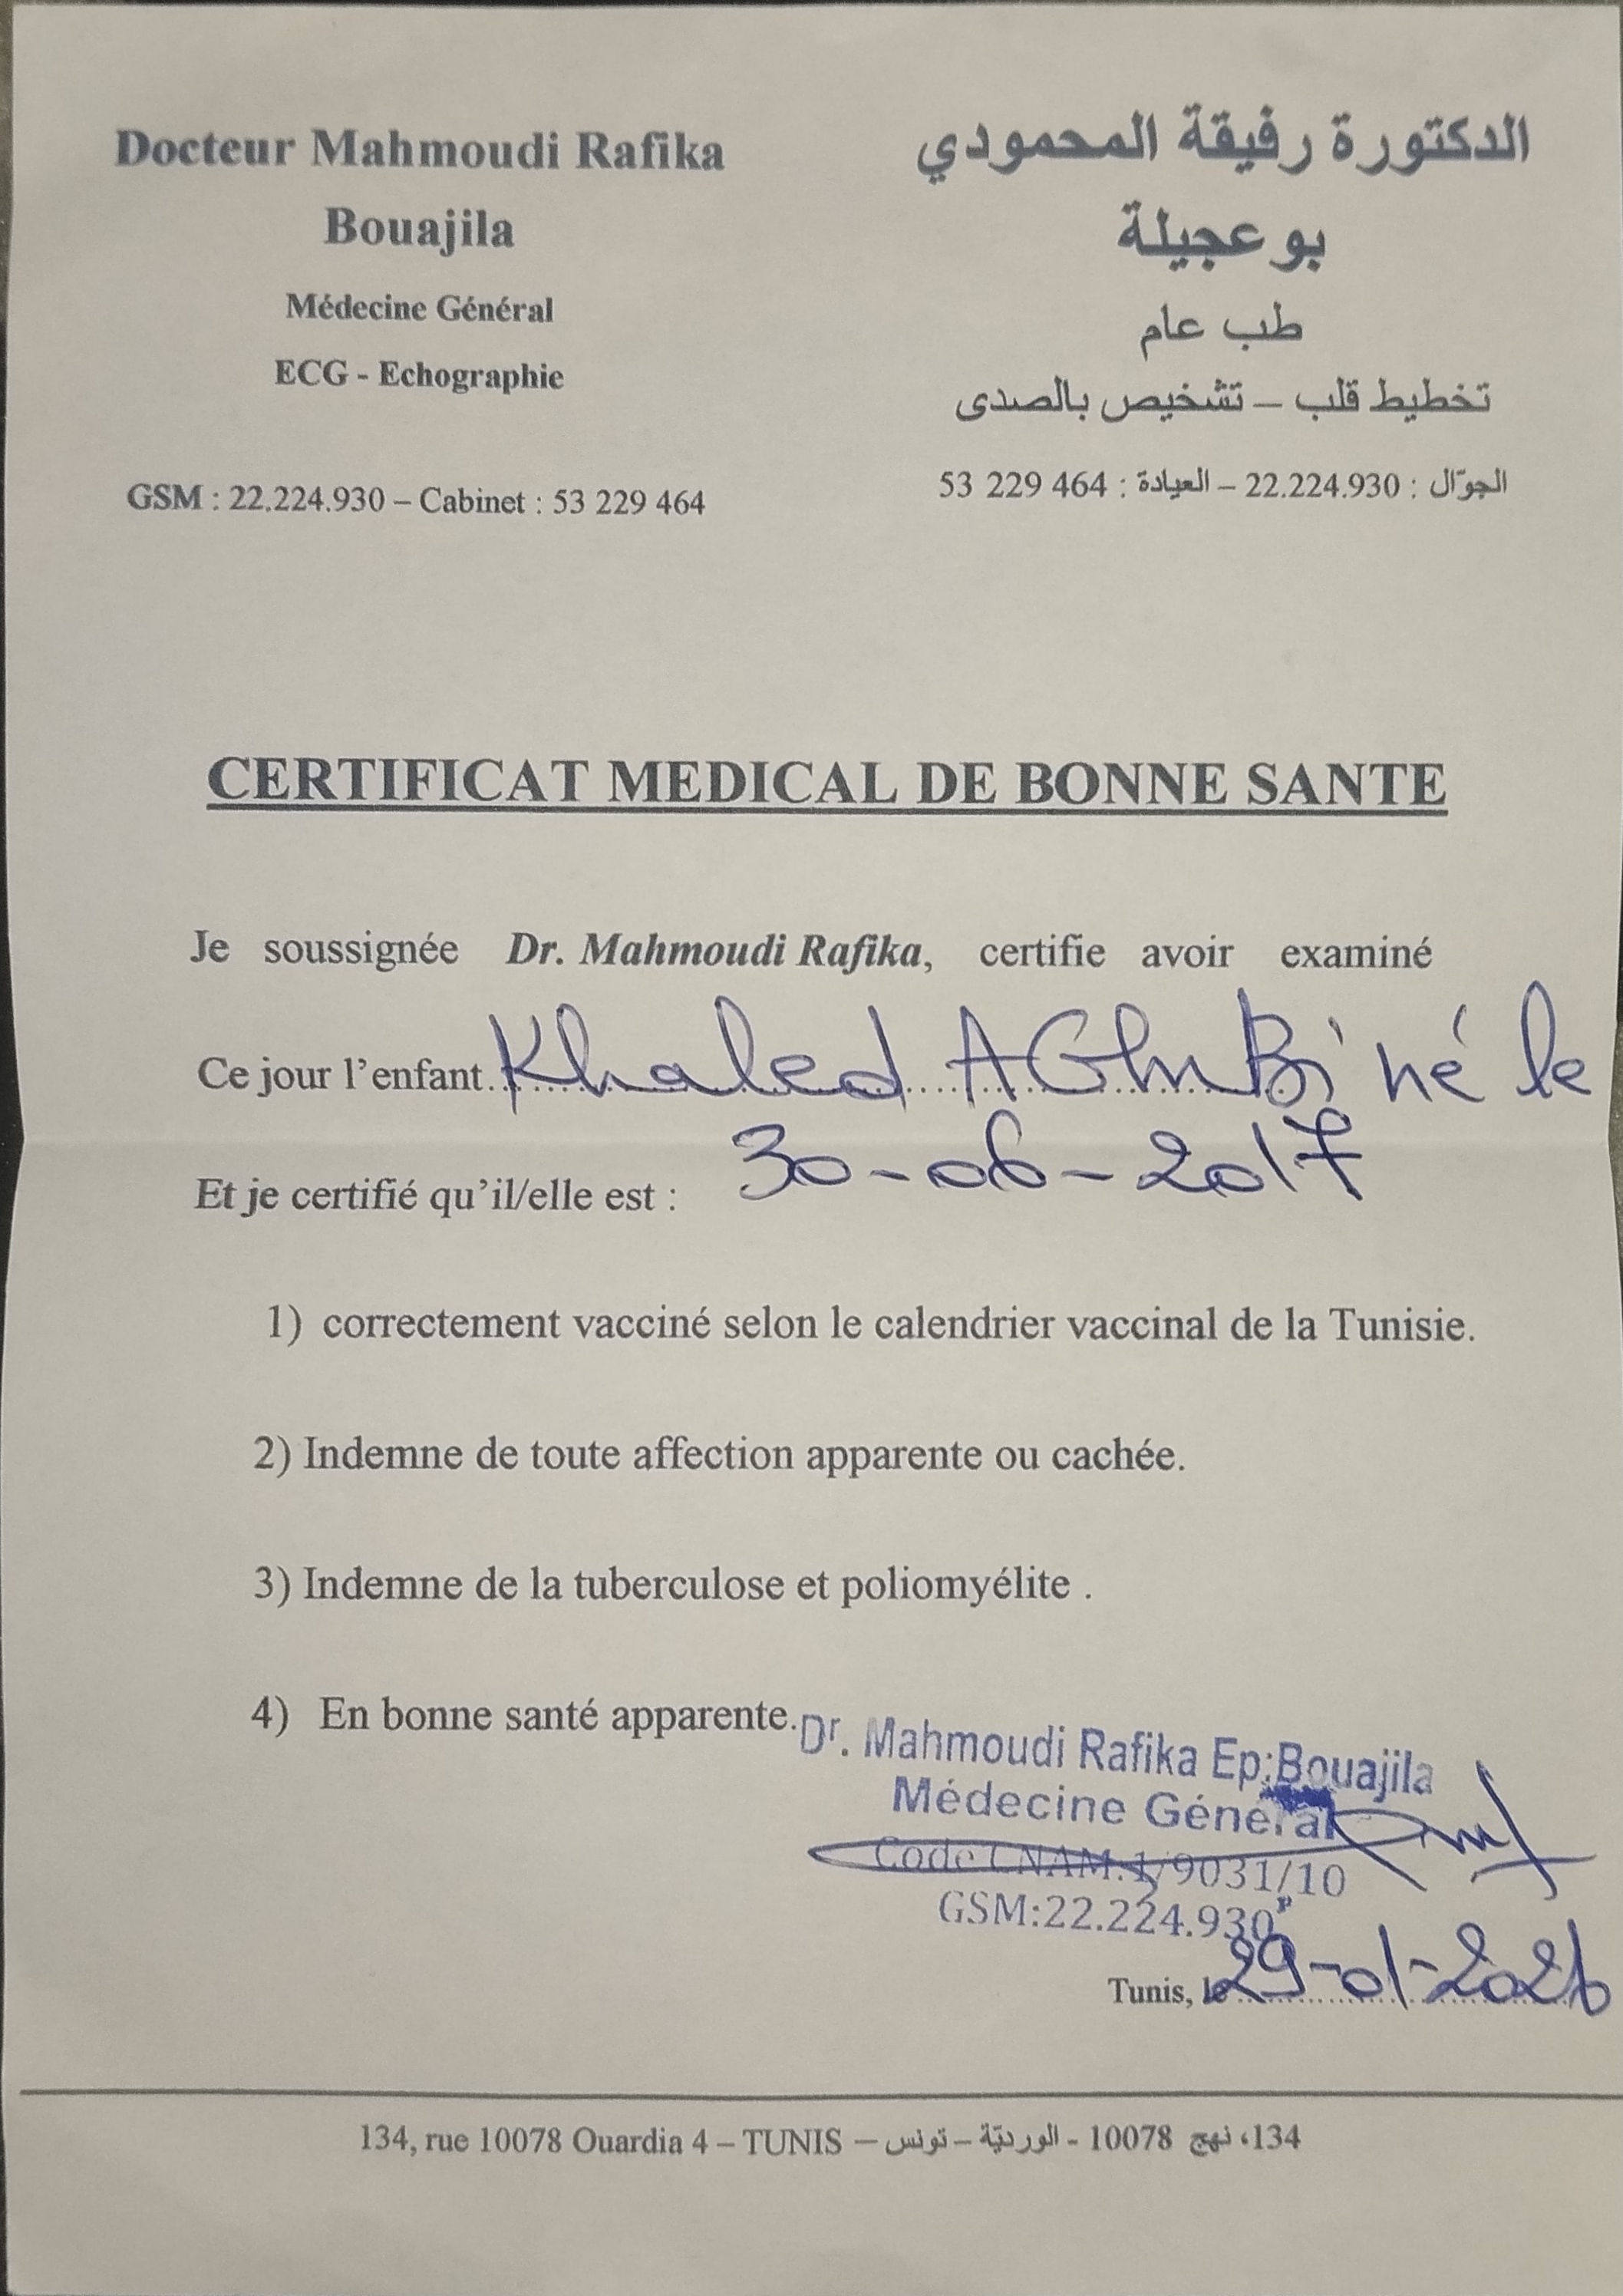 Docteur Mahmoudi Rafika
Bouajila
Médecine Général
ECG - Echographie
GSM : 22.224.930 – Cabinet : 53 229 464
الدكتورة رفيقة المحمودي
بوعجيلة
طب عام
تخطيط قلب – تشخيص بالصدى
الجوّال : 22.224.930 – العيادة : 464 229 53
CERTIFICAT MEDICAL DE BONNE SANTE
Je soussignée Dr. Mahmoudi Rafika, certifie avoir examiné
Ce jour l'enfant Khaled né le
30-06-2017
Et je certifié qu'il/elle est :
1) correctement vacciné selon le calendrier vaccinal de la Tunisie.
2) Indemne de toute affection apparente ou cachée.
3) Indemne de la tuberculose et poliomyélite .
4) En bonne santé apparente.
Dr. Mahmoudi Rafika Ep:Bouajila
Médecine Général
Code CNAM:1/9031/10
GSM:22.224.930
Tunis, le 29-01-2026
134, rue 10078 Ouardia 4 – TUNIS – 134، نهج 10078 - الورديّة – تونس